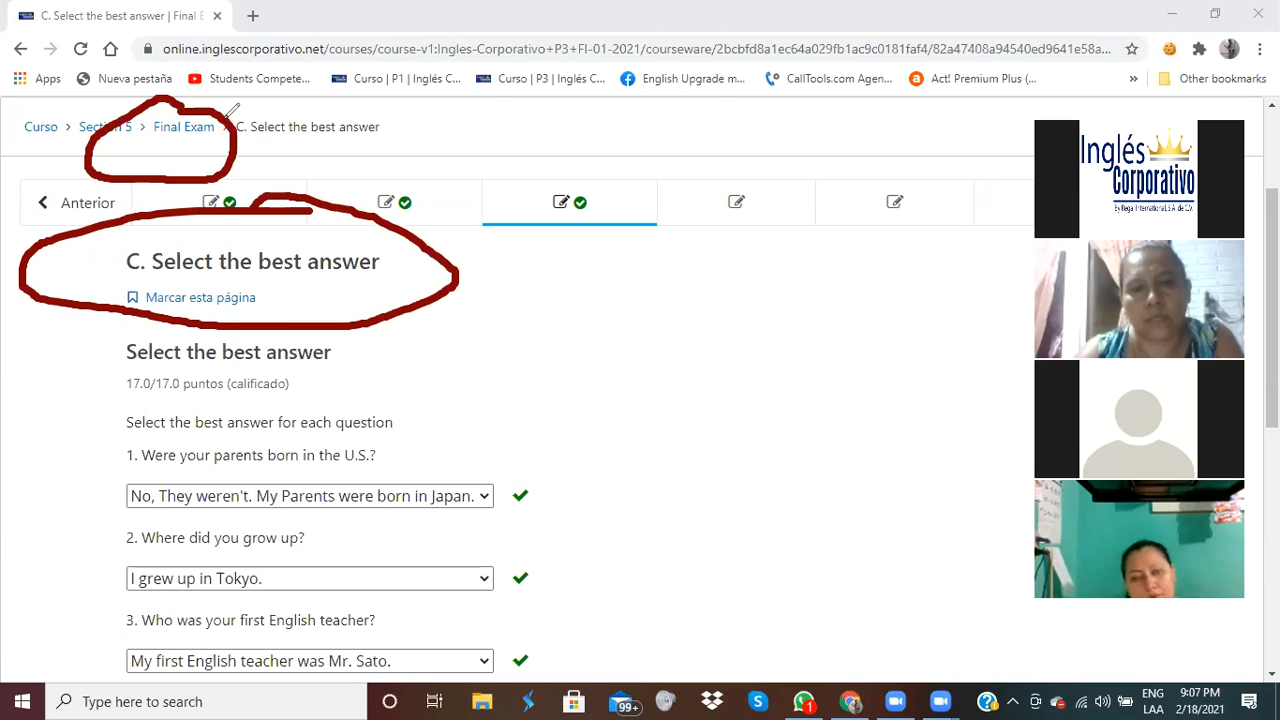 C. Select the best answer | Final E
online.inglescorporativo.net/courses/course-v1:Ingles-Corporativo+P3+FI-01-2021/courseware/2bcbfd8a1ec64a029fb1ac9c0181faf4/82a47408a94540ed9641e58a...
Apps Nueva pestaña Students Compete... Curso | P1 | Inglés C... Curso | P3 | Inglés C... English Upgrade m... CallTools.com Agen... Act! Premium Plus (... » Other bookmarks
Curso > Section 5 > Final Exam > C. Select the best answer
Anterior
C. Select the best answer
Marcar esta página
Select the best answer
17.0/17.0 puntos (calificado)
Select the best answer for each question
1. Were your parents born in the U.S.?
No, They weren't. My Parents were born in Japan.
2. Where did you grow up?
I grew up in Tokyo.
3. Who was your first English teacher?
My first English teacher was Mr. Sato.
Inglés
Corporativo
By Rega International, S.A. de C.V.
Type here to search
99+
1
ENG
LAA
9:07 PM
2/18/2021